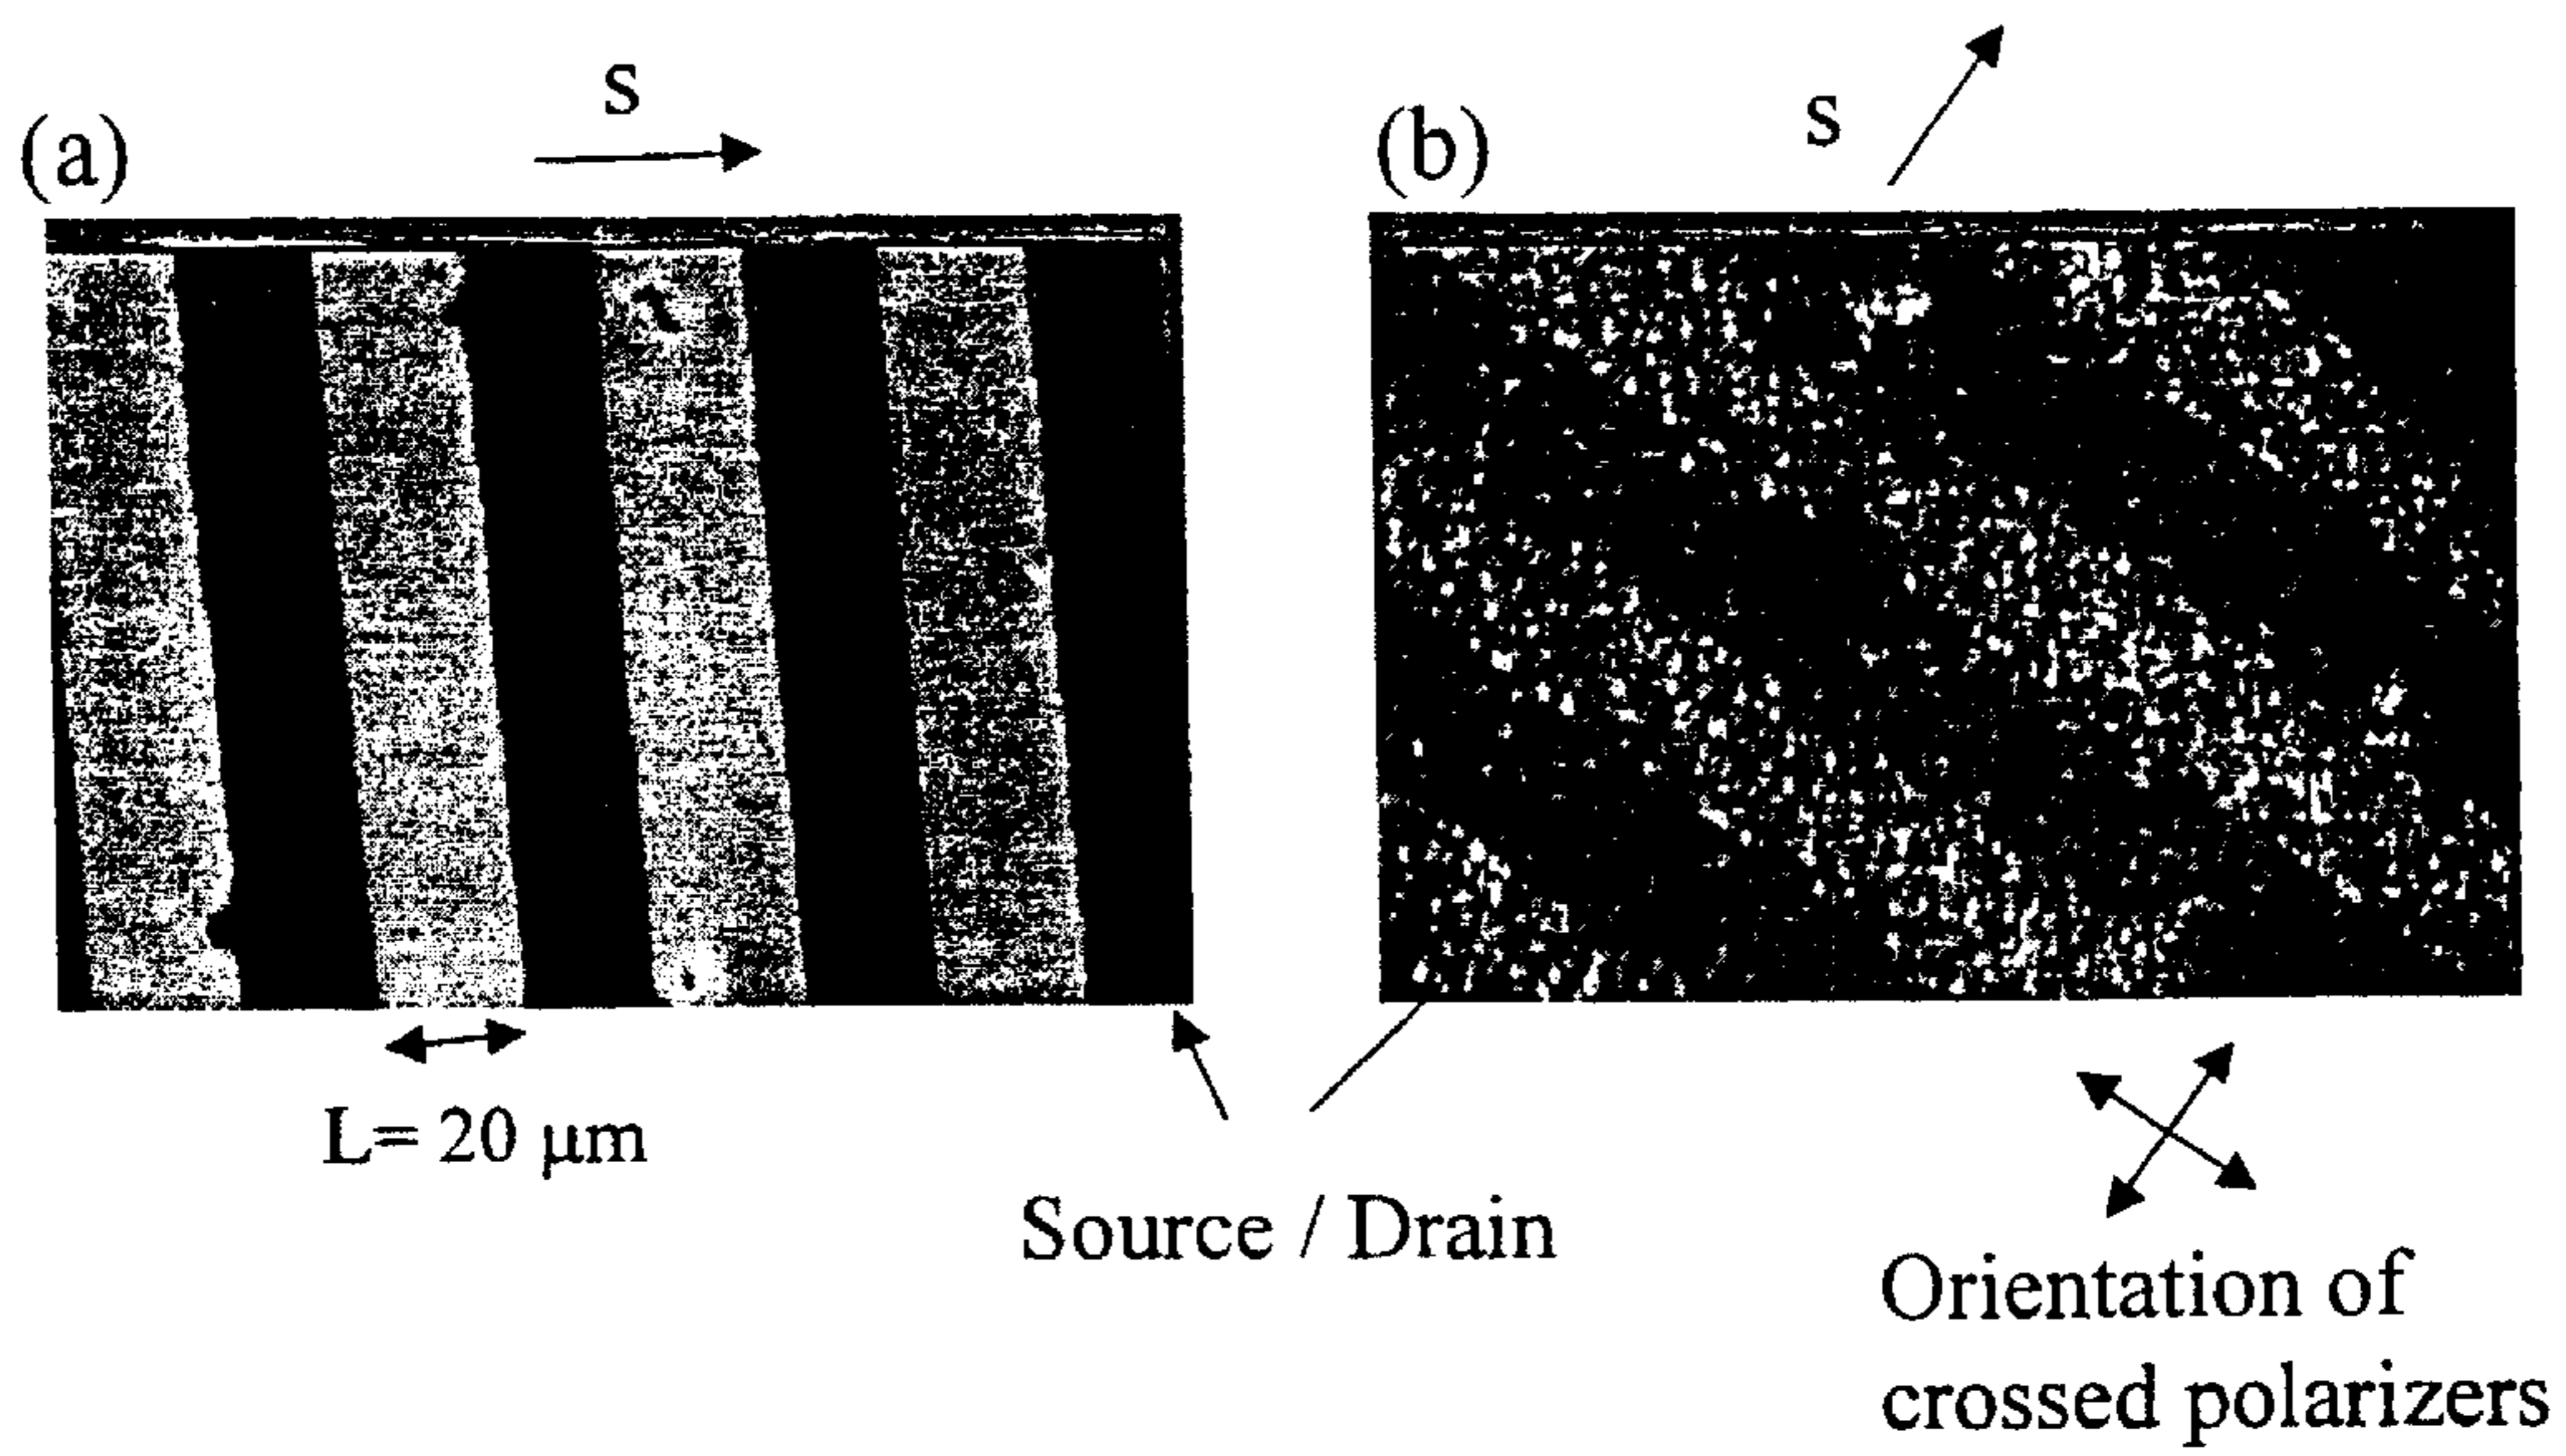 (a)
s
(b)
s
L= 20 μm
Source / Drain
Orientation of
crossed polarizers